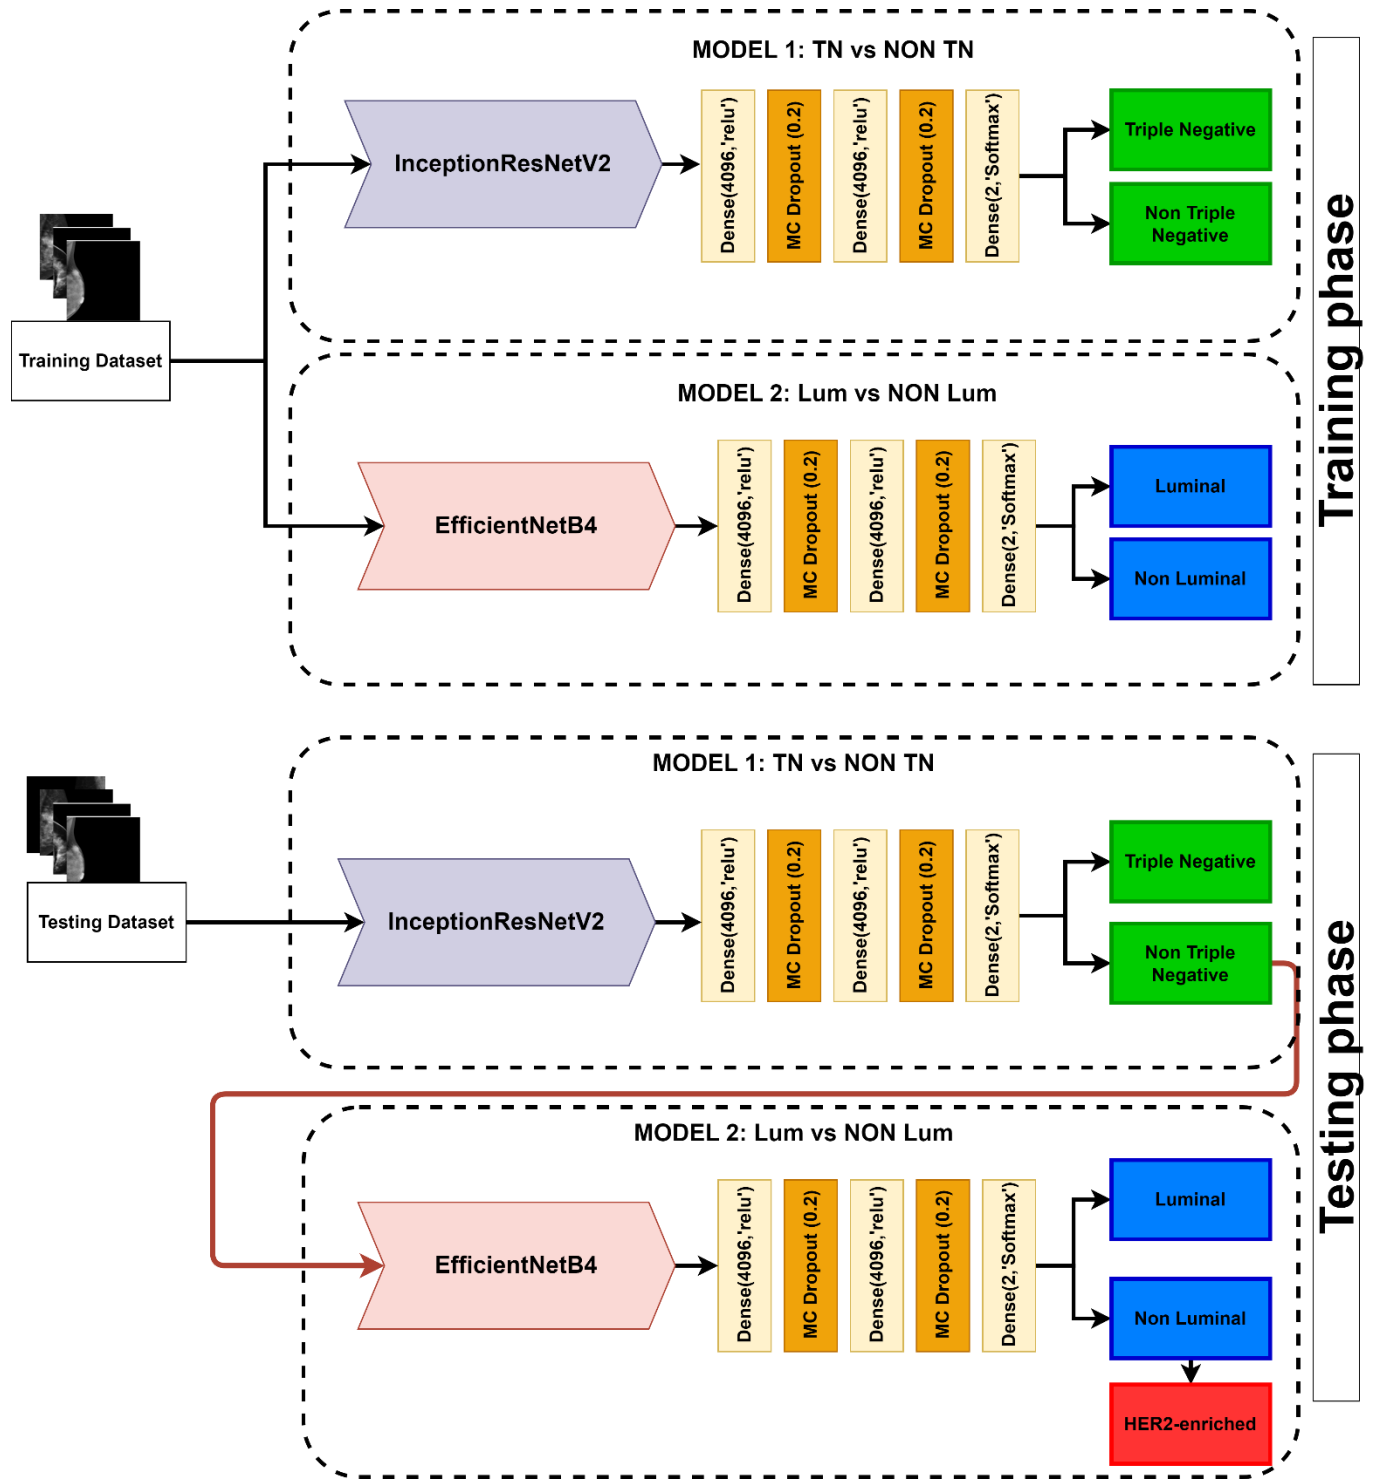 MODEL 1: TN vs NON TN
InceptionResNetV2
Dense(4096,'relu')
MC Dropout (0.2)
Dense(4096,'relu')
MC Dropout (0.2)
Dense(2,'Softmax')
Triple Negative
Non Triple
Negative
Training Dataset
MODEL 2: Lum vs NON Lum
EfficientNetB4
Dense(4096,'relu')
MC Dropout (0.2)
Dense(4096,'relu')
MC Dropout (0.2)
Dense(2,'Softmax')
Luminal
Non Luminal
Training phase
MODEL 1: TN vs NON TN
Testing Dataset
InceptionResNetV2
Dense(4096,'relu')
MC Dropout (0.2)
Dense(4096,'relu')
MC Dropout (0.2)
Dense(2,'Softmax')
Triple Negative
Non Triple
Negative
MODEL 2: Lum vs NON Lum
EfficientNetB4
Dense(4096,'relu')
MC Dropout (0.2)
Dense(4096,'relu')
MC Dropout (0.2)
Dense(2,'Softmax')
Luminal
Non Luminal
HER2-enriched
Testing phase